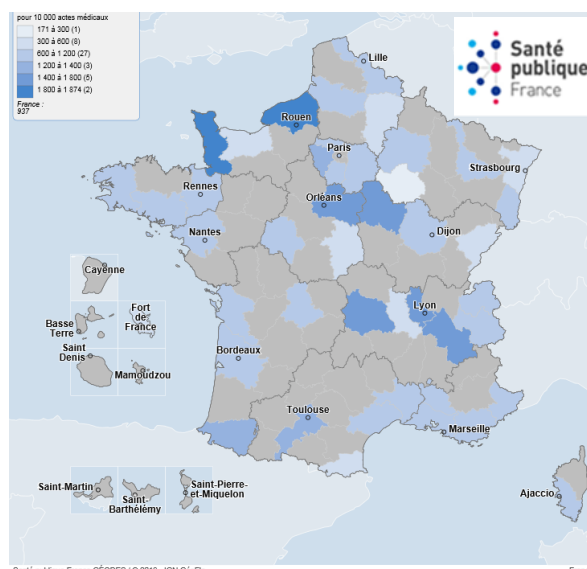 pour 10 000 actes médicaux
171 à 300 (1)
300 à 600 (8)
600 à 1 200 (27)
1 200 à 1 400 (3)
1 400 à 1 800 (5)
1 800 à 1 874 (2)
France :
937
Santé
publique
France
Lille
Rouen
Paris
Strasbourg
Rennes
Orléans
Nantes
Dijon
Cayenne
Lyon
Basse
Terre
Fort
de
France
Saint
Denis
Mamoudzou
Bordeaux
Toulouse
Marseille
Saint-Martin
Saint-
Barthélémy
Saint-Pierre
et-Miquelon
Ajaccio